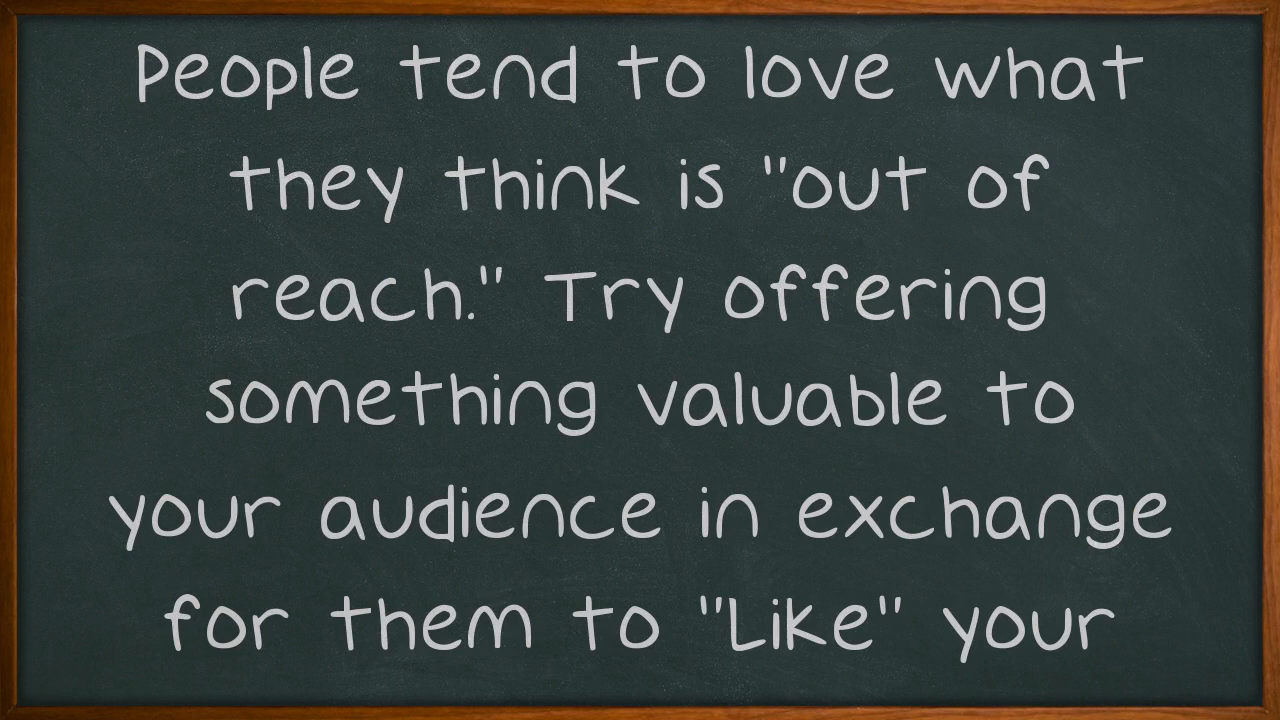 People tend to love what
they think is "out of
reach." Try offering
something valuable to
your audience in exchange
for them to "Like" your